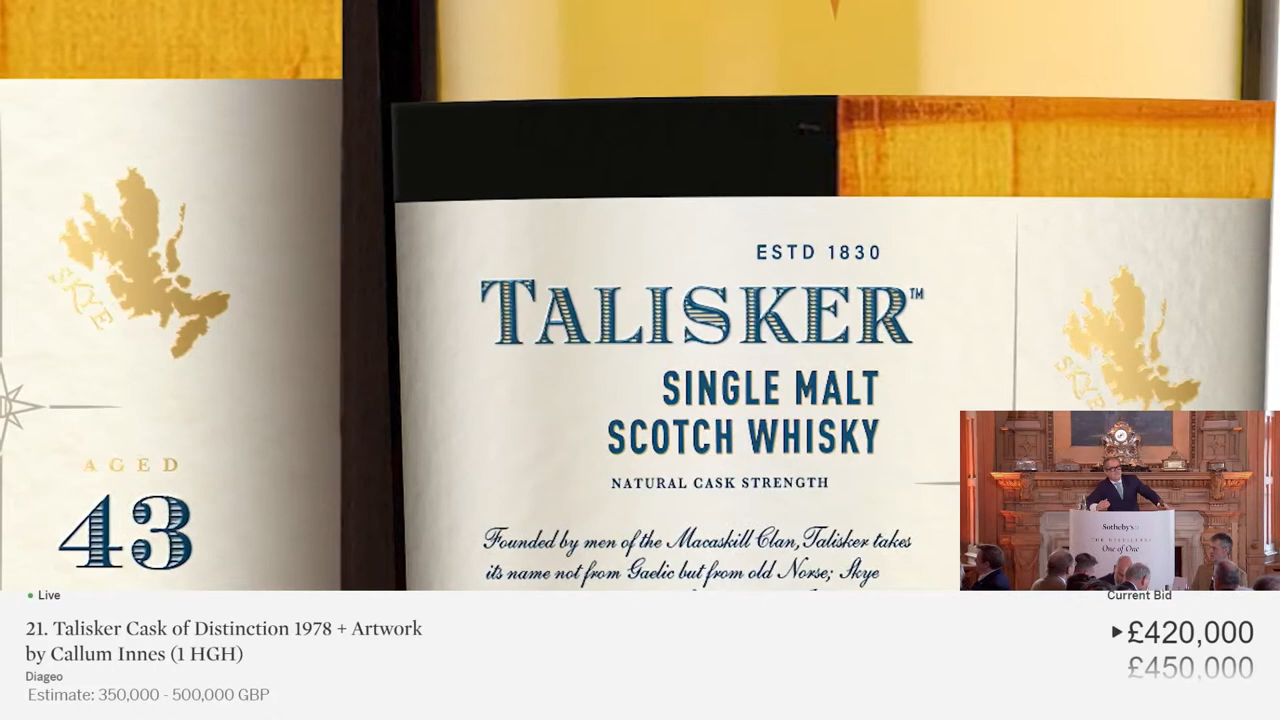 SKYE
AGED
43
ESTD 1830
TALISKER™
SINGLE MALT
SCOTCH WHISKY
NATURAL CASK STRENGTH
Founded by men of the Macaskill Clan, Talisker takes
its name not from Gaelic but from old Norse; Skye
SKYE
Sotheby's
THE DISTILLERS
One of One
• Live
21. Talisker Cask of Distinction 1978 + Artwork
by Callum Innes (1 HGH)
Diageo
Estimate: 350,000 - 500,000 GBP
Current Bid
£420,000
£450,000